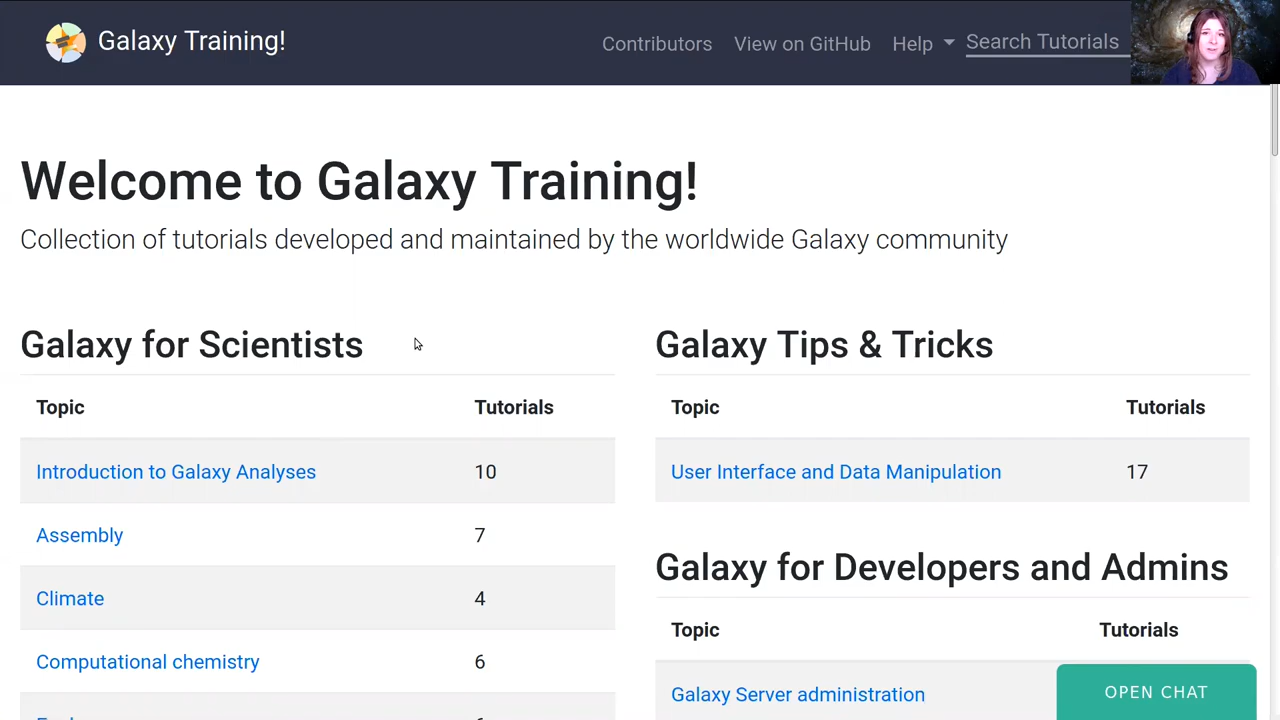 Galaxy Training!
Contributors View on GitHub Help Search Tutorials
Welcome to Galaxy Training!
Collection of tutorials developed and maintained by the worldwide Galaxy community
Galaxy for Scientists
Topic Tutorials
Introduction to Galaxy Analyses 10
Assembly 7
Climate 4
Computational chemistry 6
Galaxy Tips & Tricks
Topic Tutorials
User Interface and Data Manipulation 17
Galaxy for Developers and Admins
Topic Tutorials
Galaxy Server administration
OPEN CHAT